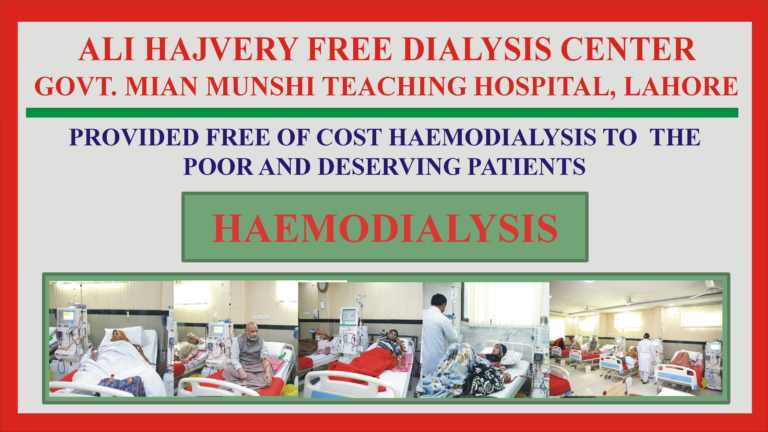 ALI HAJVERY FREE DIALYSIS CENTER
GOVT. MIAN MUNSHI TEACHING HOSPITAL, LAHORE
PROVIDED FREE OF COST HAEMODIALYSIS TO THE
POOR AND DESERVING PATIENTS
HAEMODIALYSIS